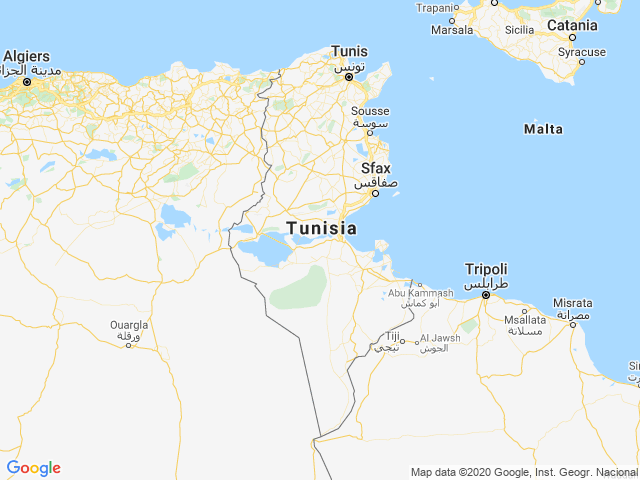 Trapani
Marsala
Sicilia
Catania
Syracuse
Algiers
مدينة الجزائر
Tunis
تونس
Sousse
سوسة
Malta
Sfax
صفاقس
Tunisia
Tripoli
طرابلس
Abu Kammash
أبو كماش
Misrata
مصراتة
Msallata
مسلاتة
Ouargla
ورقلة
Tiji
تيجي
Al Jawsh
الجوش
Google
Map data ©2020 Google, Inst. Geogr. Nacional